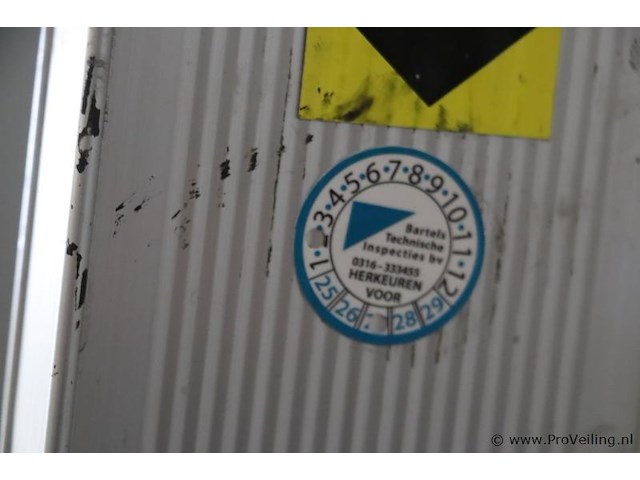 1 3 4 5 6 7 8 9 10 11 12
Bartels
Technische
Inspecties bv
0316 - 333455
HERKEUREN
VOOR
25 26 28 29
© www.ProVeiling.nl